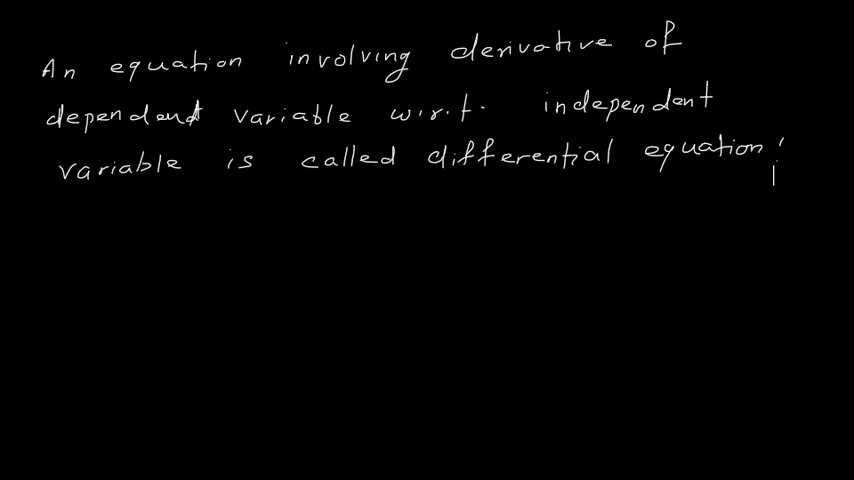 An equation involving derivative of
dependent variable w.r.t. independent
variable is called differential equation